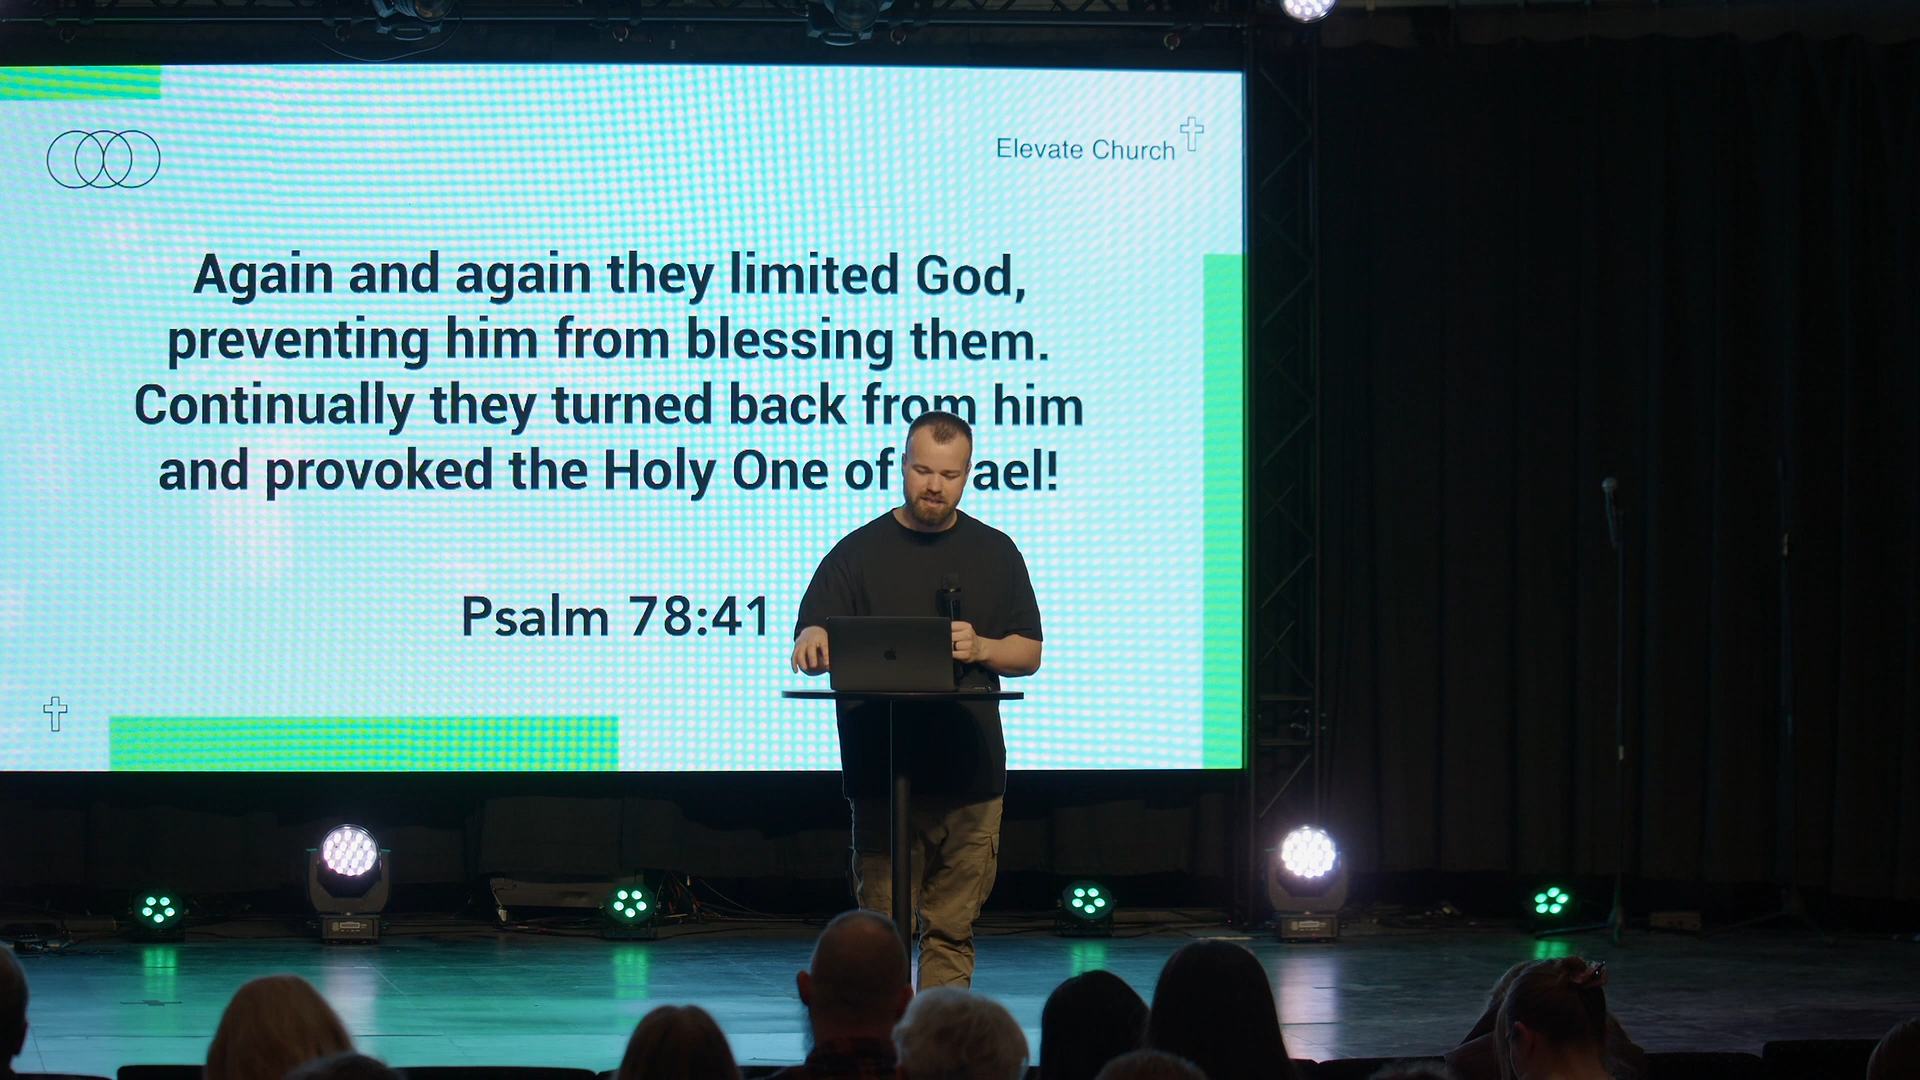 Elevate Church
Again and again they limited God,
preventing him from blessing them.
Continually they turned back from him
and provoked the Holy One of ael!
Psalm 78:41